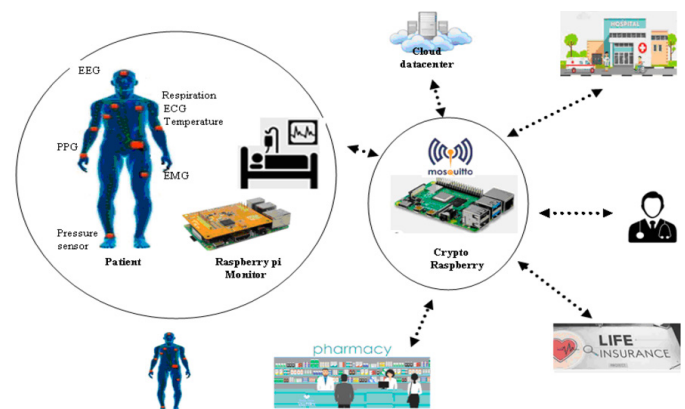 EEG
Respiration
ECG
Temperature
PPG
EMG
Pressure
sensor
Patient
Raspberry pi
Monitor
Cloud
datacenter
HOSPITAL
mosquitto
Crypto
Raspberry
LIFE
INSURANCE
pharmacy